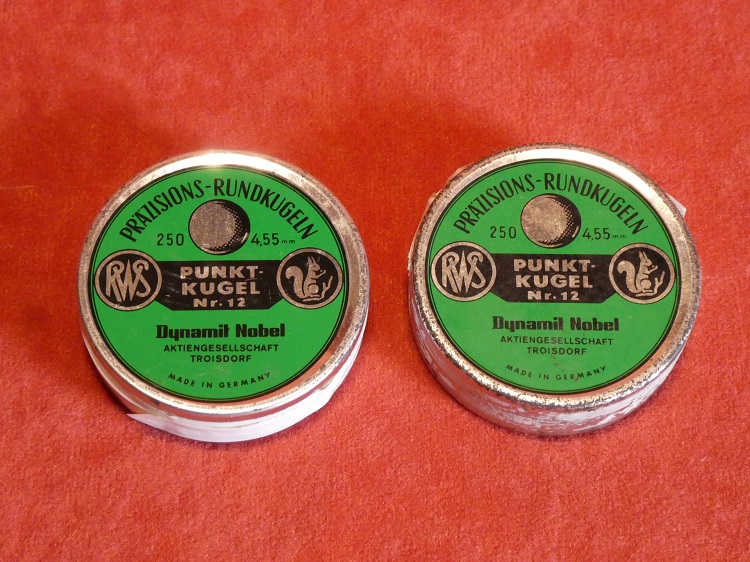 PRÄZISIONS-RUNDKUGELN
250 4,55 mm
RWS
PUNKT-
KUGEL
Nr. 12
Dynamit Nobel
AKTIENGESELLSCHAFT
TROISDORF
MADE IN GERMANY
PRÄZISIONS-RUNDKUGELN
250 4,55 mm
RWS
PUNKT-
KUGEL
Nr. 12
Dynamit Nobel
AKTIENGESELLSCHAFT
TROISDORF
MADE IN GERMANY